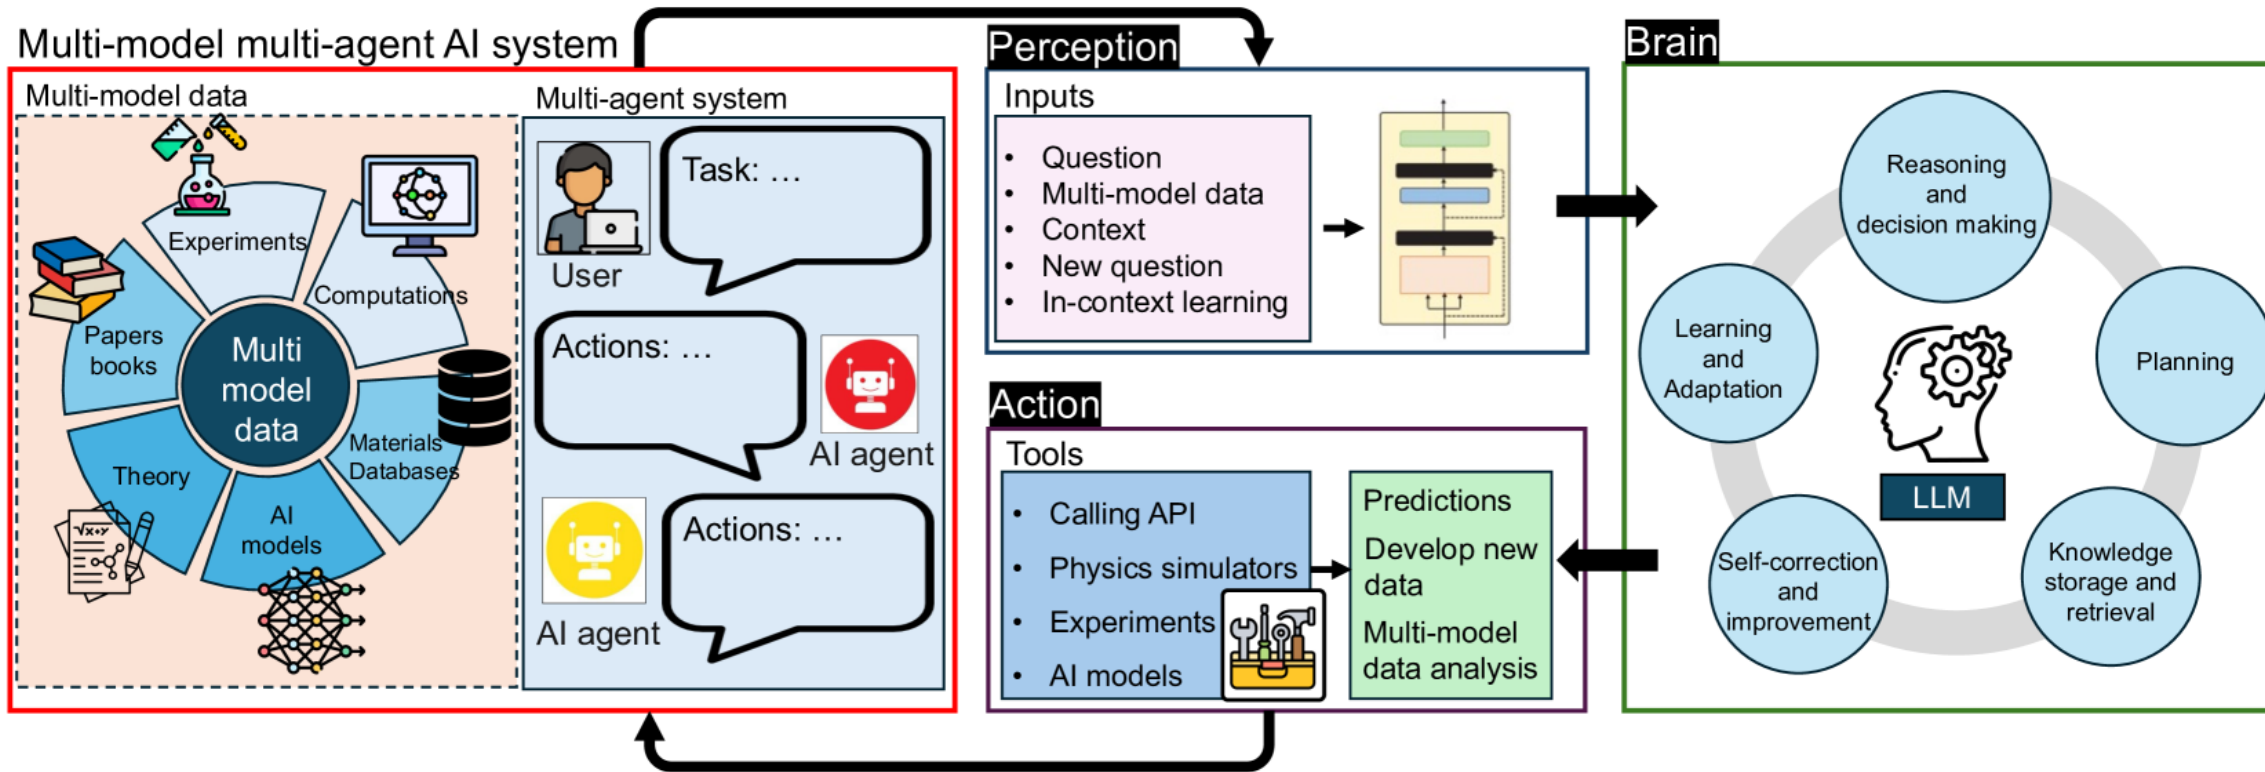 Multi-model multi-agent AI system
Multi-model data
Experiments
Computations
Papers
books
Multi
model
data
Materials
Databases
Theory
AI
models
√x+y
Multi-agent system
Task: ...
User
Actions: ...
AI agent
Actions: ...
AI agent
Perception
Inputs
• Question
• Multi-model data
• Context
• New question
• In-context learning
Action
Tools
• Calling API
• Physics simulators
• Experiments
• AI models
Predictions
Develop new
data
Multi-model
data analysis
Brain
Reasoning
and
decision making
Learning
and
Adaptation
Planning
LLM
Self-correction
and
improvement
Knowledge
storage and
retrieval